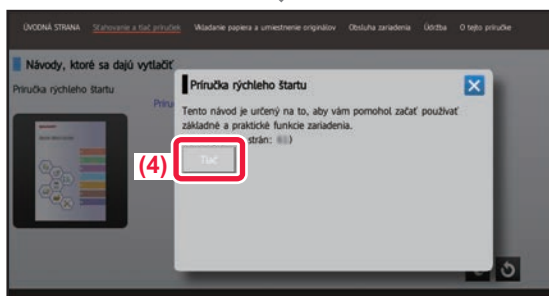 ÚVODNÁ STRANA Sťahovanie a tlač príručiek Vkladanie papiera a umiestnenie originálov Obsluha zariadenia Údržba O tejto príručke
Návody, ktoré sa dajú vytlačiť
Príručka rýchleho štartu
Príručka rýchleho štartu
Tento návod je určený na to, aby vám pomohol začať používať
základné a praktické funkcie zariadenia.
strán:
(4)
Tlač